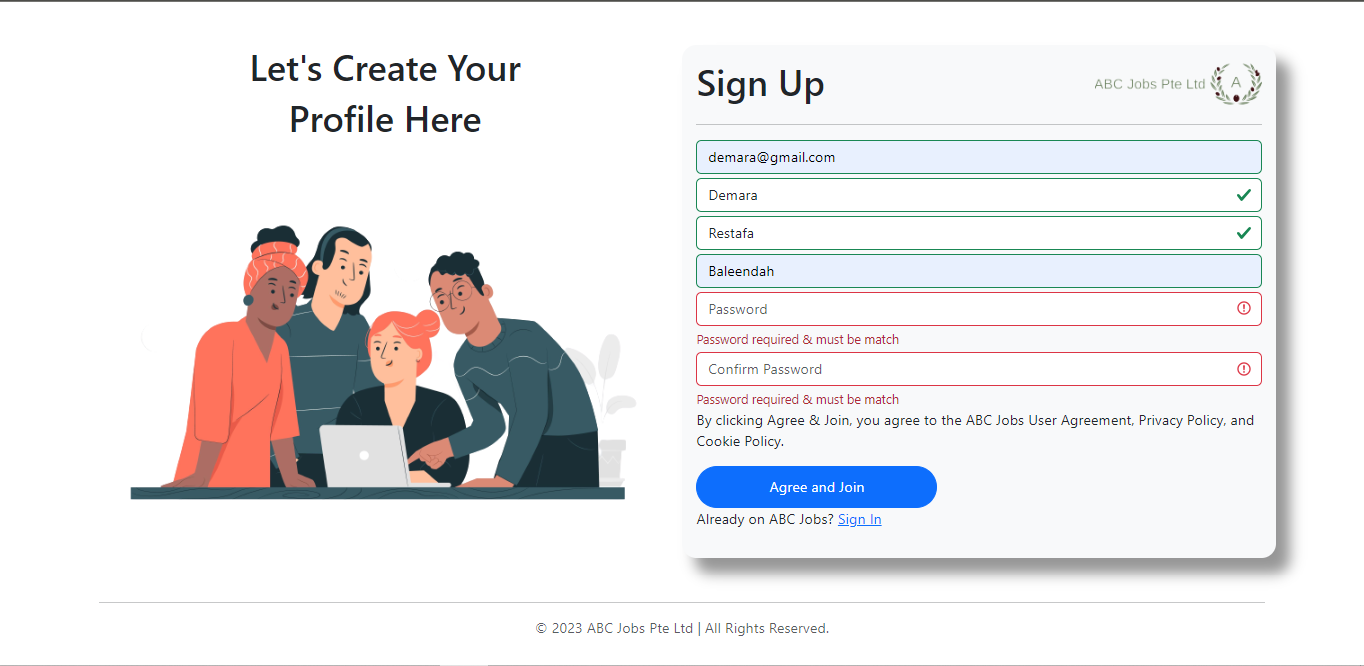 Let's Create Your
Profile Here
Sign Up
ABC Jobs Pte Ltd
A
demara@gmail.com
Demara
Restafa
Baleendah
Password
Password required & must be match
Confirm Password
Password required & must be match
By clicking Agree & Join, you agree to the ABC Jobs User Agreement, Privacy Policy, and
Cookie Policy.
Agree and Join
Already on ABC Jobs? Sign In
© 2023 ABC Jobs Pte Ltd | All Rights Reserved.